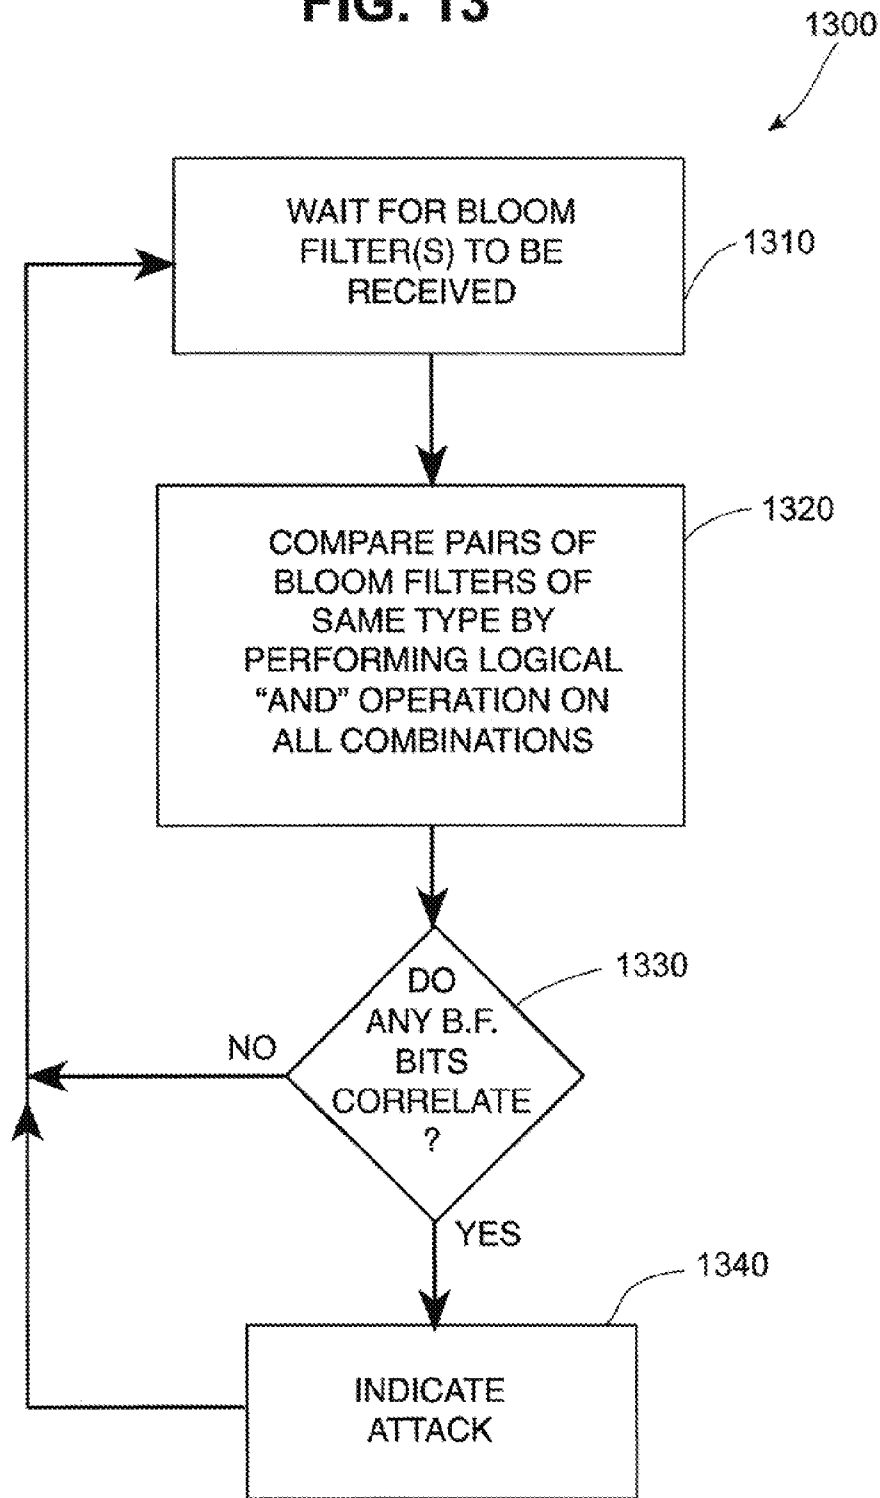 FIG. 13
1300
WAIT FOR BLOOM
FILTER(S) TO BE
RECEIVED
1310
COMPARE PAIRS OF
BLOOM FILTERS OF
SAME TYPE BY
PERFORMING LOGICAL
“AND” OPERATION ON
ALL COMBINATIONS
1320
DO
ANY B.F.
BITS
CORRELATE
?
1330
NO
YES
1340
INDICATE
ATTACK